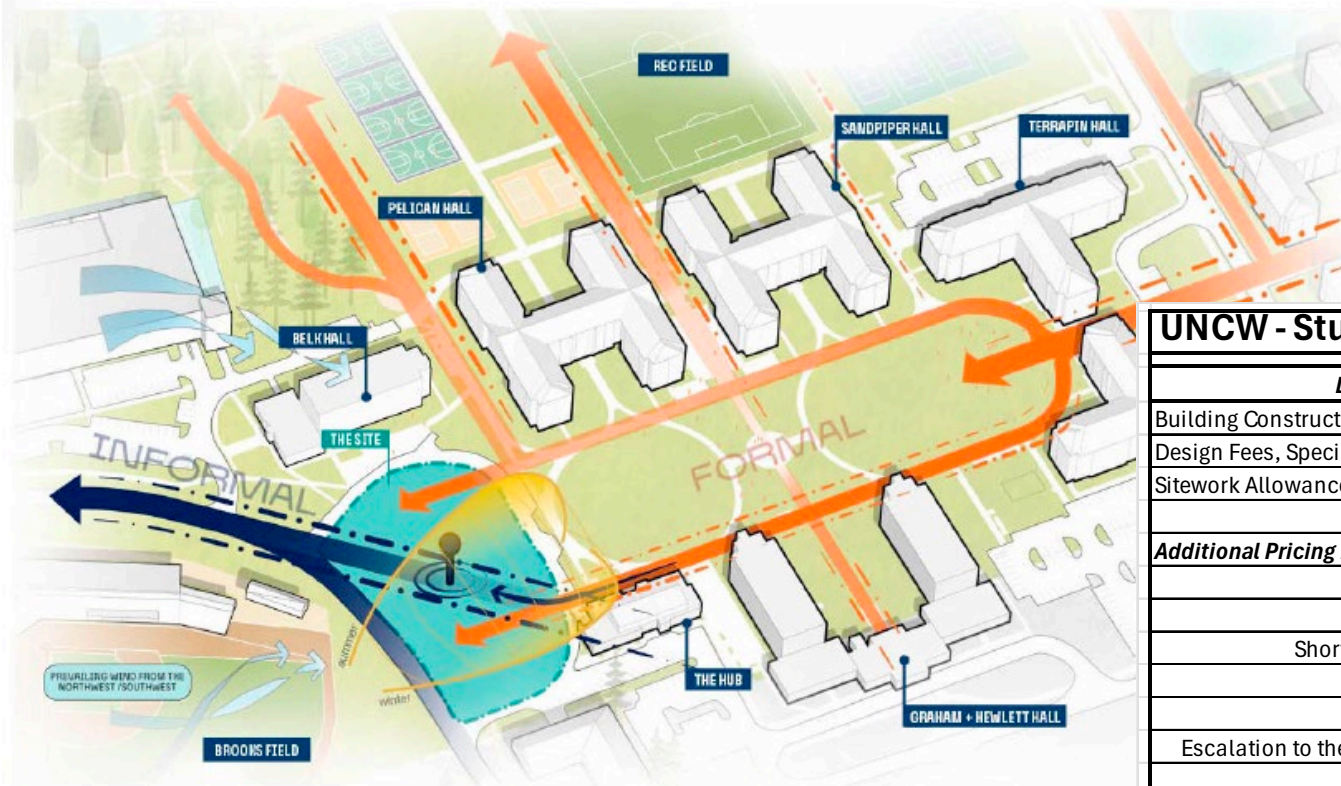 REC FIELD
SANDPIPER HALL
TERRAPIN HALL
PELICAN HALL
BELK HALL
THE SITE
INFORMAL
FORMAL
summer
winter
PREVAILING WIND FROM THE
NORTHWEST / SOUTHWEST
THE HUB
GRAHAM + HEWLETT HALL
BROOKS FIELD
UNCW - Stu
Building Construct
Design Fees, Speci
Sitework Allowance
Additional Pricing
Shor
Escalation to the